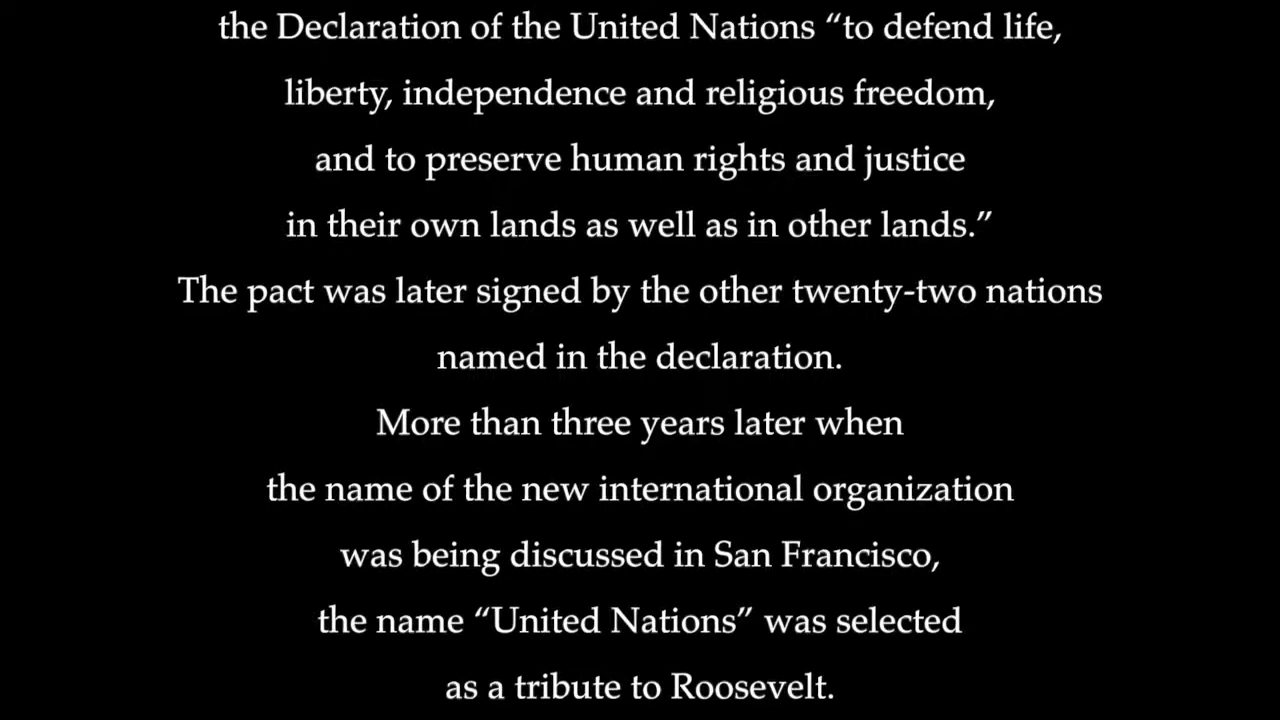 the Declaration of the United Nations “to defend life,
liberty, independence and religious freedom,
and to preserve human rights and justice
in their own lands as well as in other lands.”
The pact was later signed by the other twenty-two nations
named in the declaration.
More than three years later when
the name of the new international organization
was being discussed in San Francisco,
the name “United Nations” was selected
as a tribute to Roosevelt.